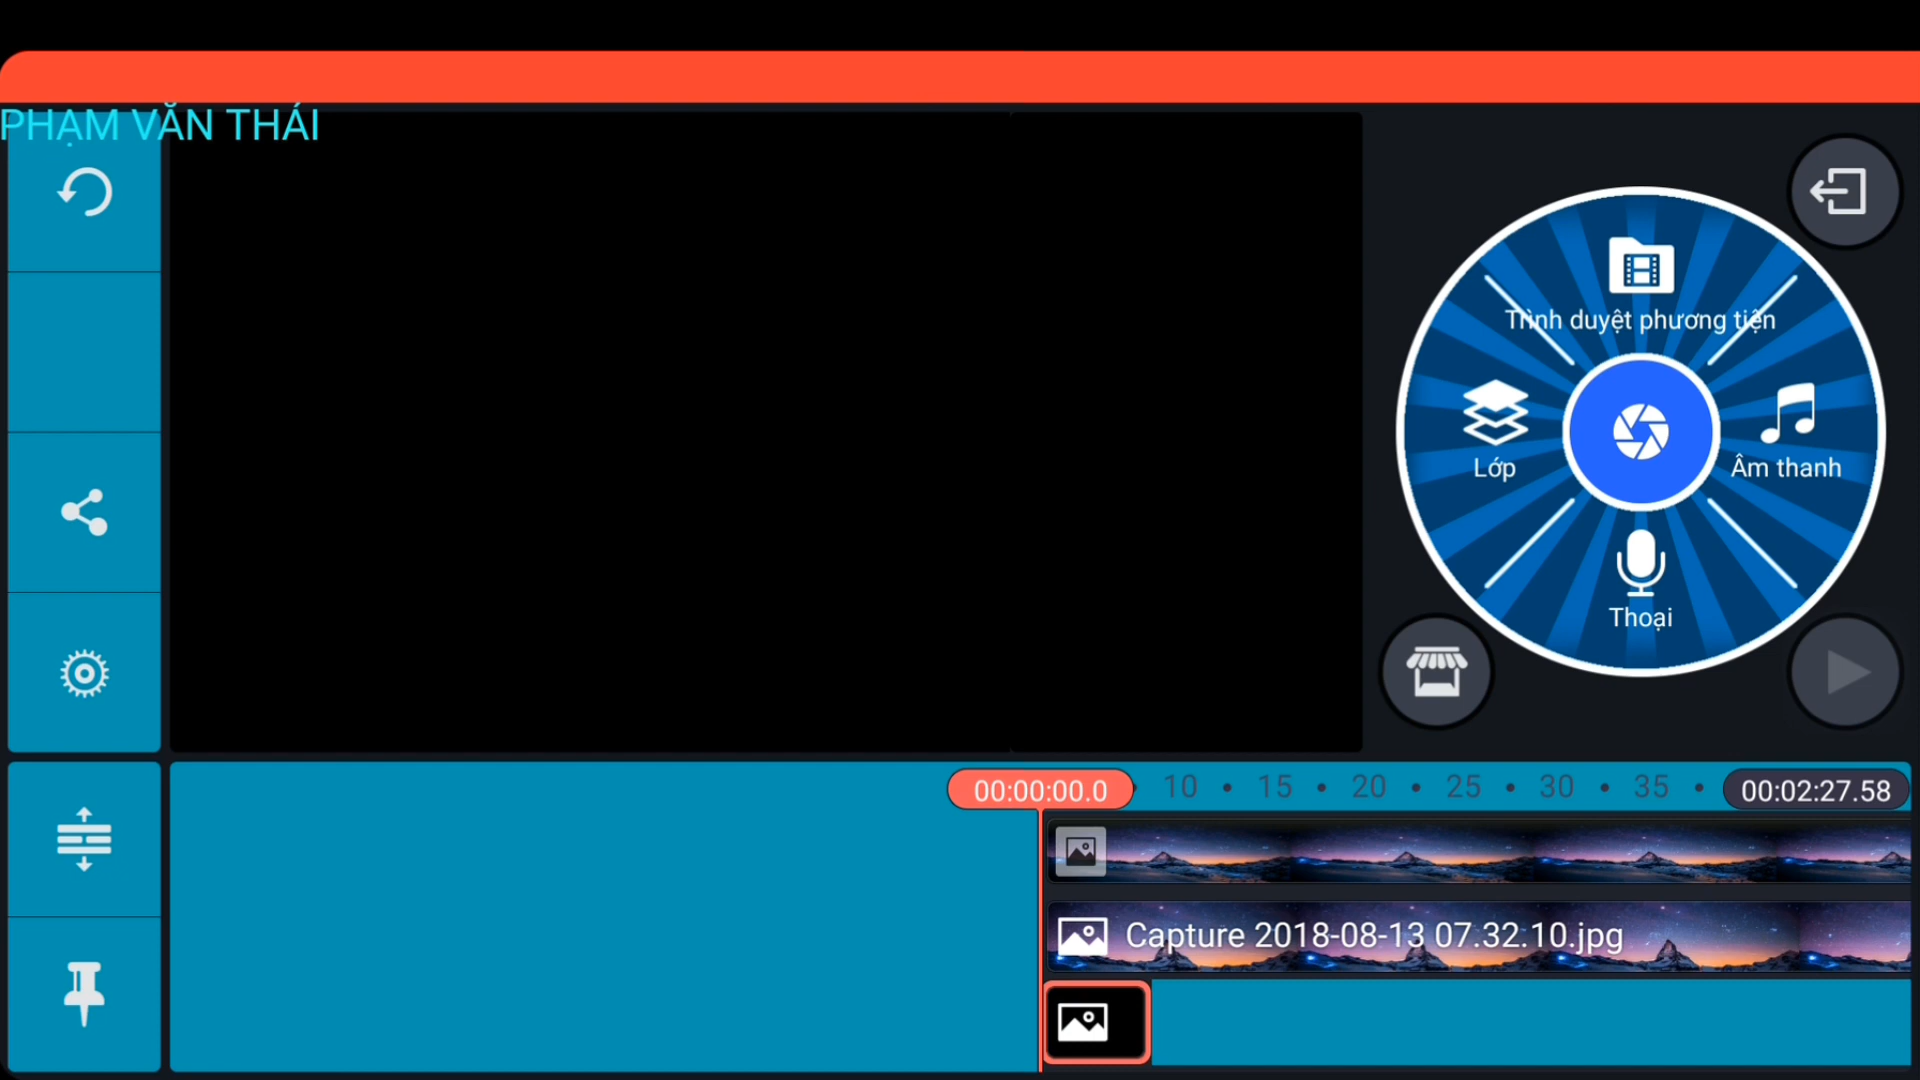 PHẠM VĂN THÁI
Trình duyệt phương tiện
Lớp
Âm thanh
Thoại
00:00:00.0 10 15 20 25 30 35 00:02:27.58
Capture 2018-08-13 07.32.10.jpg